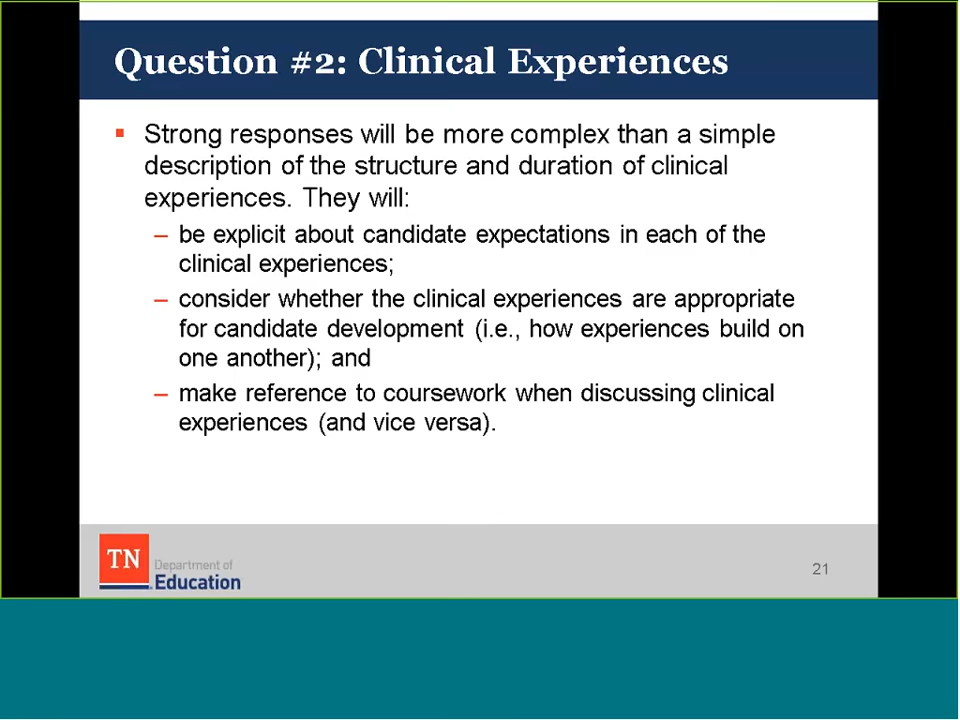 Question #2: Clinical Experiences
Strong responses will be more complex than a simple
description of the structure and duration of clinical
experiences. They will:
– be explicit about candidate expectations in each of the
clinical experiences;
– consider whether the clinical experiences are appropriate
for candidate development (i.e., how experiences build on
one another); and
– make reference to coursework when discussing clinical
experiences (and vice versa).
TN
Department of
Education
21